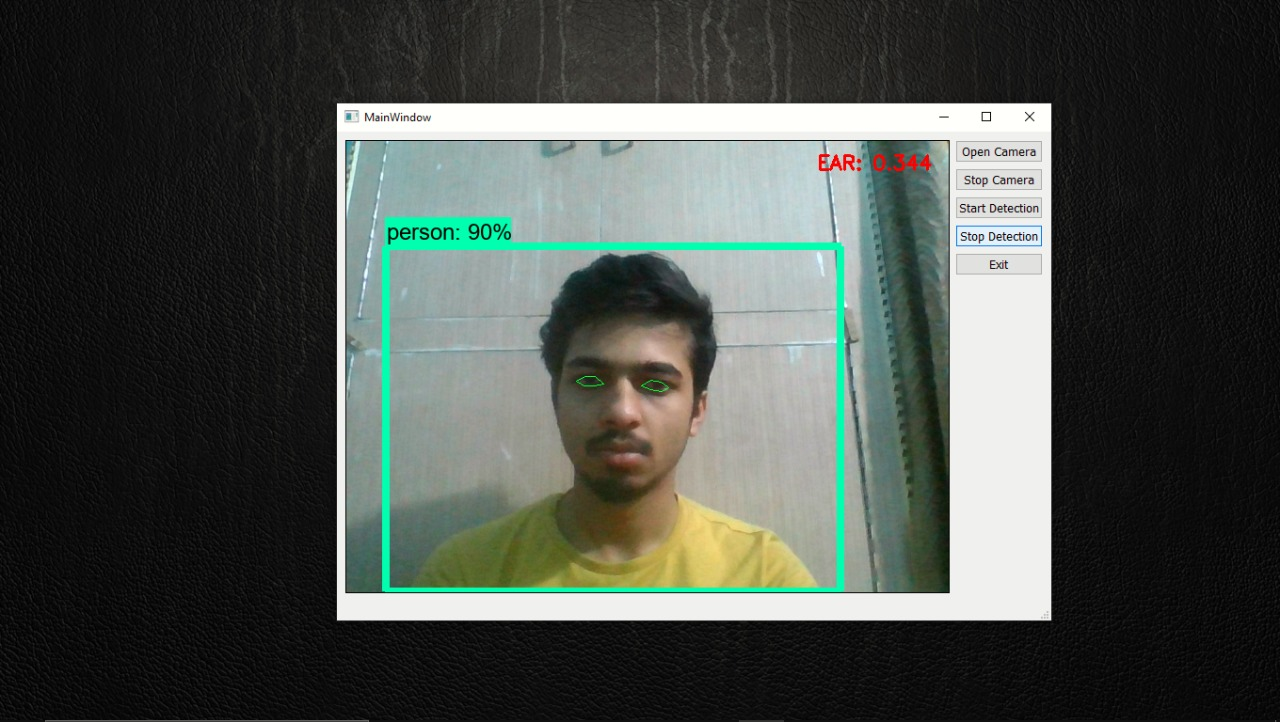 MainWindow
EAR: 0.344
person: 90%
Open Camera
Stop Camera
Start Detection
Stop Detection
Exit